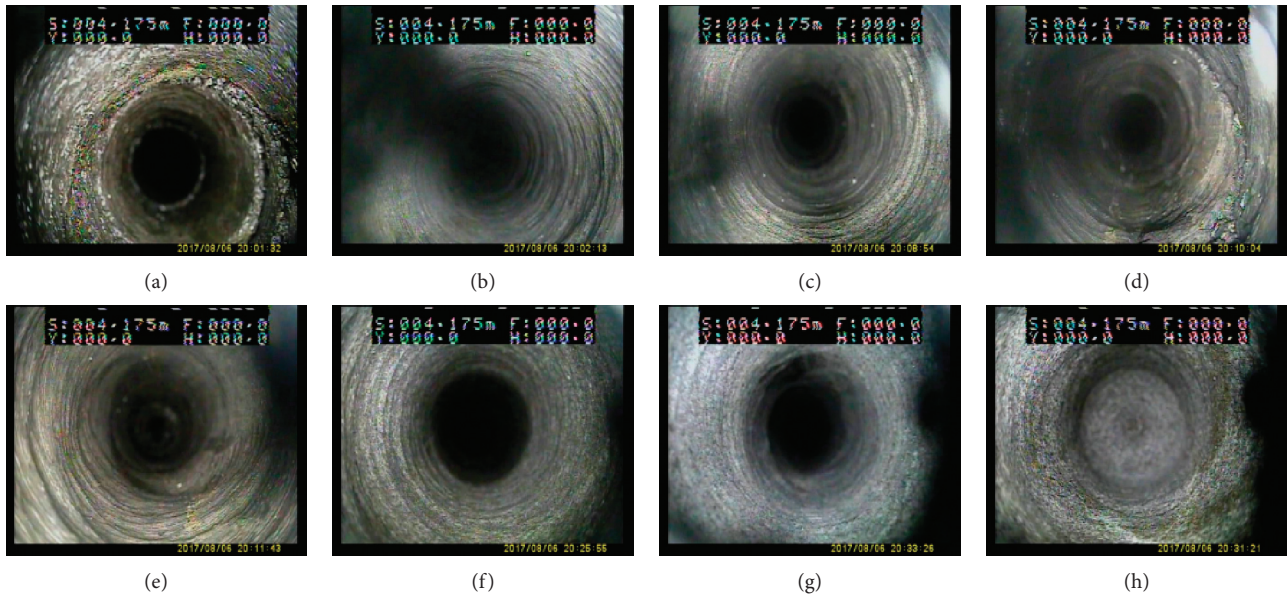 S:004.175m F:000.0
Y:000.0 H:000.0
2017/08/06 20:01:32
(a)
S:004.175m F:000.0
Y:000.0 H:000.0
2017/08/06 20:02:13
(b)
S:004.175m F:000.0
Y:000.0 H:000.0
2017/08/06 20:08:54
(c)
S:004.175m F:000.0
Y:000.0 H:000.0
2017/08/06 20:10:04
(d)
S:004.175m F:000.0
Y:000.0 H:000.0
2017/08/06 20:11:43
(e)
S:004.175m F:000.0
Y:000.0 H:000.0
2017/08/06 20:25:55
(f)
S:004.175m F:000.0
Y:000.0 H:000.0
2017/08/06 20:33:26
(g)
S:004.175m F:000.0
Y:000.0 H:000.0
2017/08/06 20:31:21
(h)